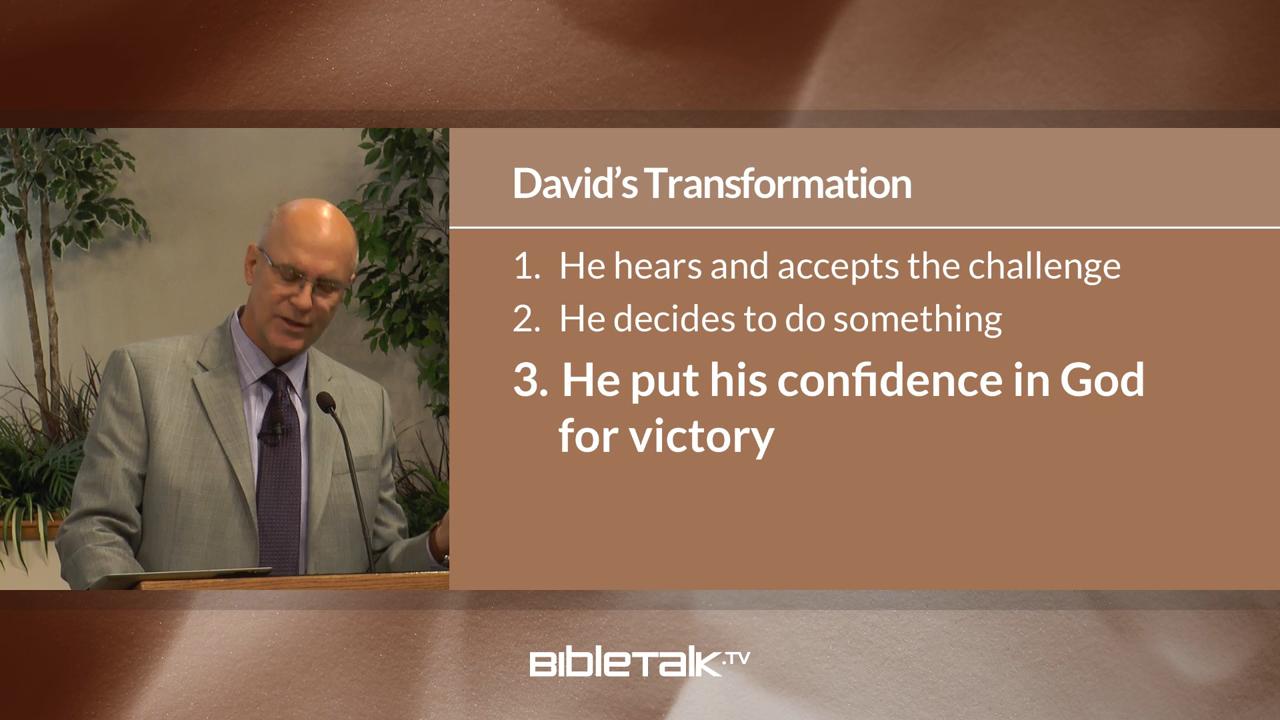 David's Transformation
1. He hears and accepts the challenge
2. He decides to do something
3. He put his confidence in God
for victory
BibleTalk.TV